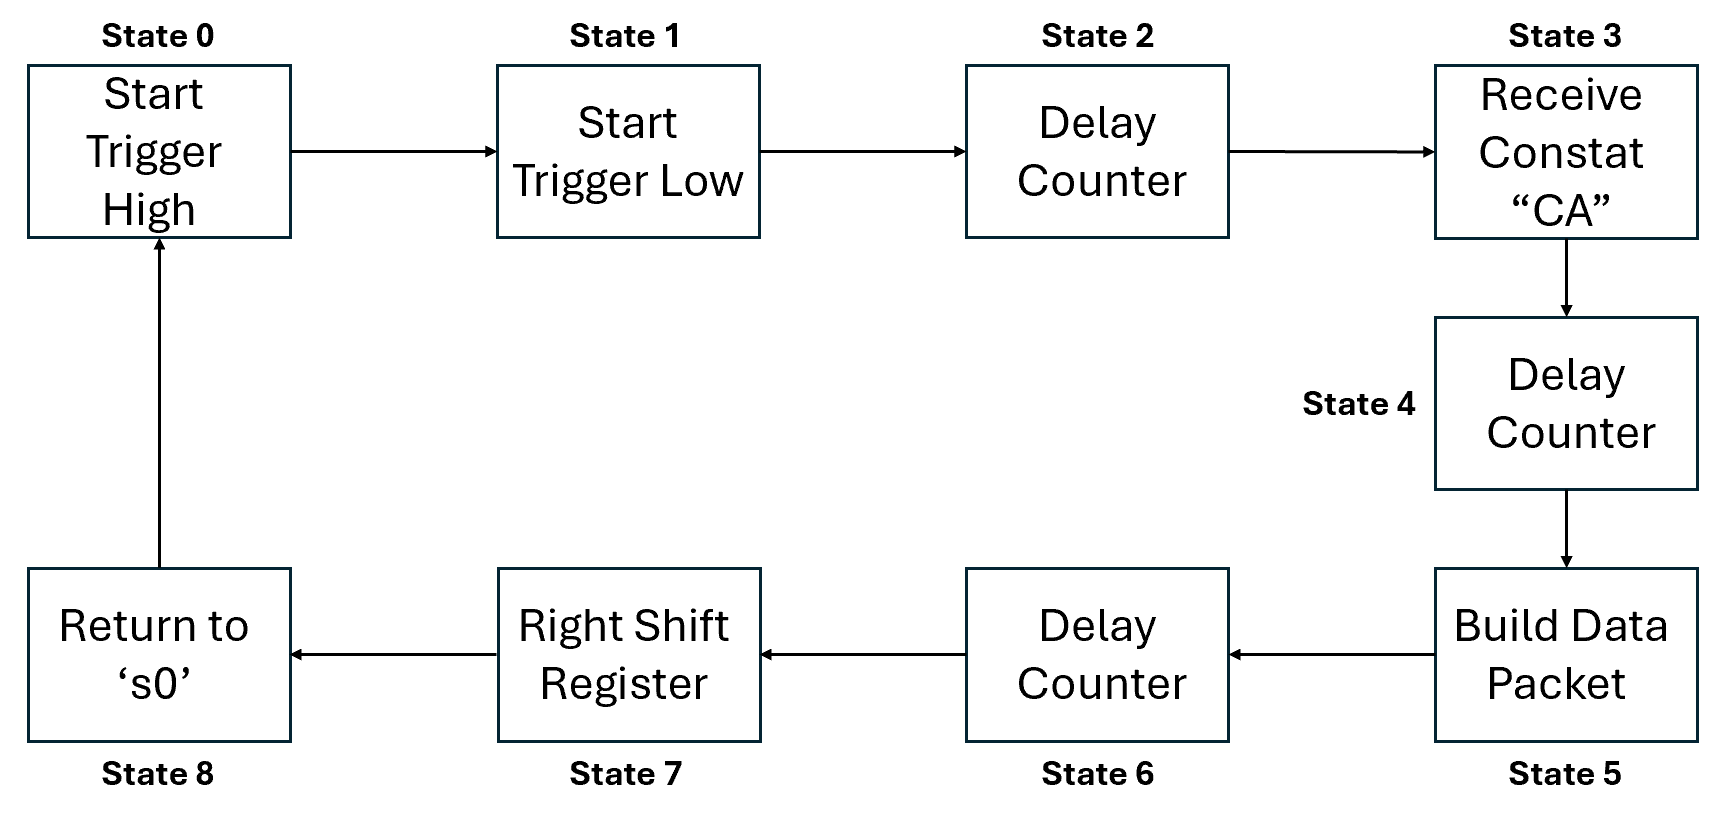 State 0
Start
Trigger
High
State 1
Start
Trigger Low
State 2
Delay
Counter
State 3
Receive
Constat
“CA”
State 4
Delay
Counter
Build Data
Packet
State 5
Delay
Counter
State 6
Right Shift
Register
State 7
Return to
‘s0’
State 8